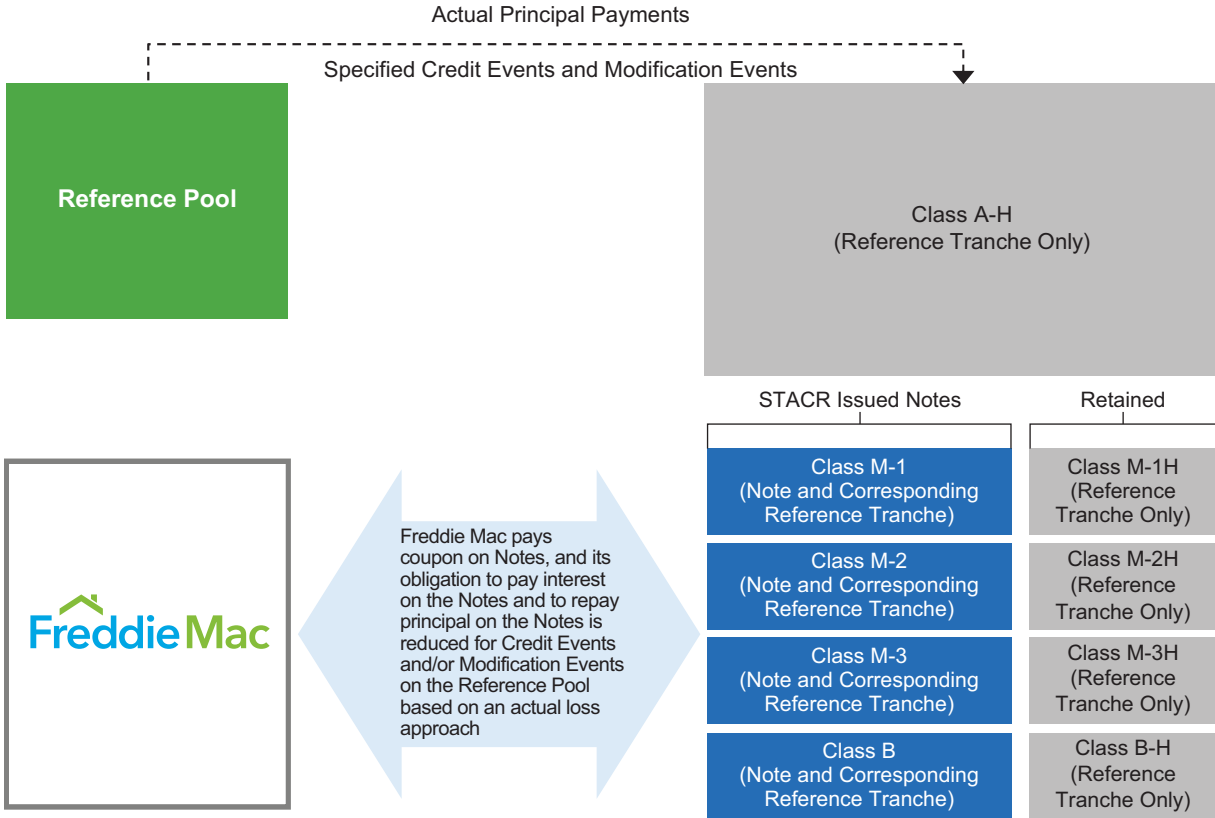 Actual Principal Payments
Specified Credit Events and Modification Events
Reference Pool
Class A-H
(Reference Tranche Only)
STACR Issued Notes
Retained
Class M-1
(Note and Corresponding
Reference Tranche)
Class M-1H
(Reference
Tranche Only)
Freddie Mac
Freddie Mac pays
coupon on Notes, and its
obligation to pay interest
on the Notes and to repay
principal on the Notes is
reduced for Credit Events
and/or Modification Events
on the Reference Pool
based on an actual loss
approach
Class M-2
(Note and Corresponding
Reference Tranche)
Class M-2H
(Reference
Tranche Only)
Class M-3
(Note and Corresponding
Reference Tranche)
Class M-3H
(Reference
Tranche Only)
Class B
(Note and Corresponding
Reference Tranche)
Class B-H
(Reference
Tranche Only)